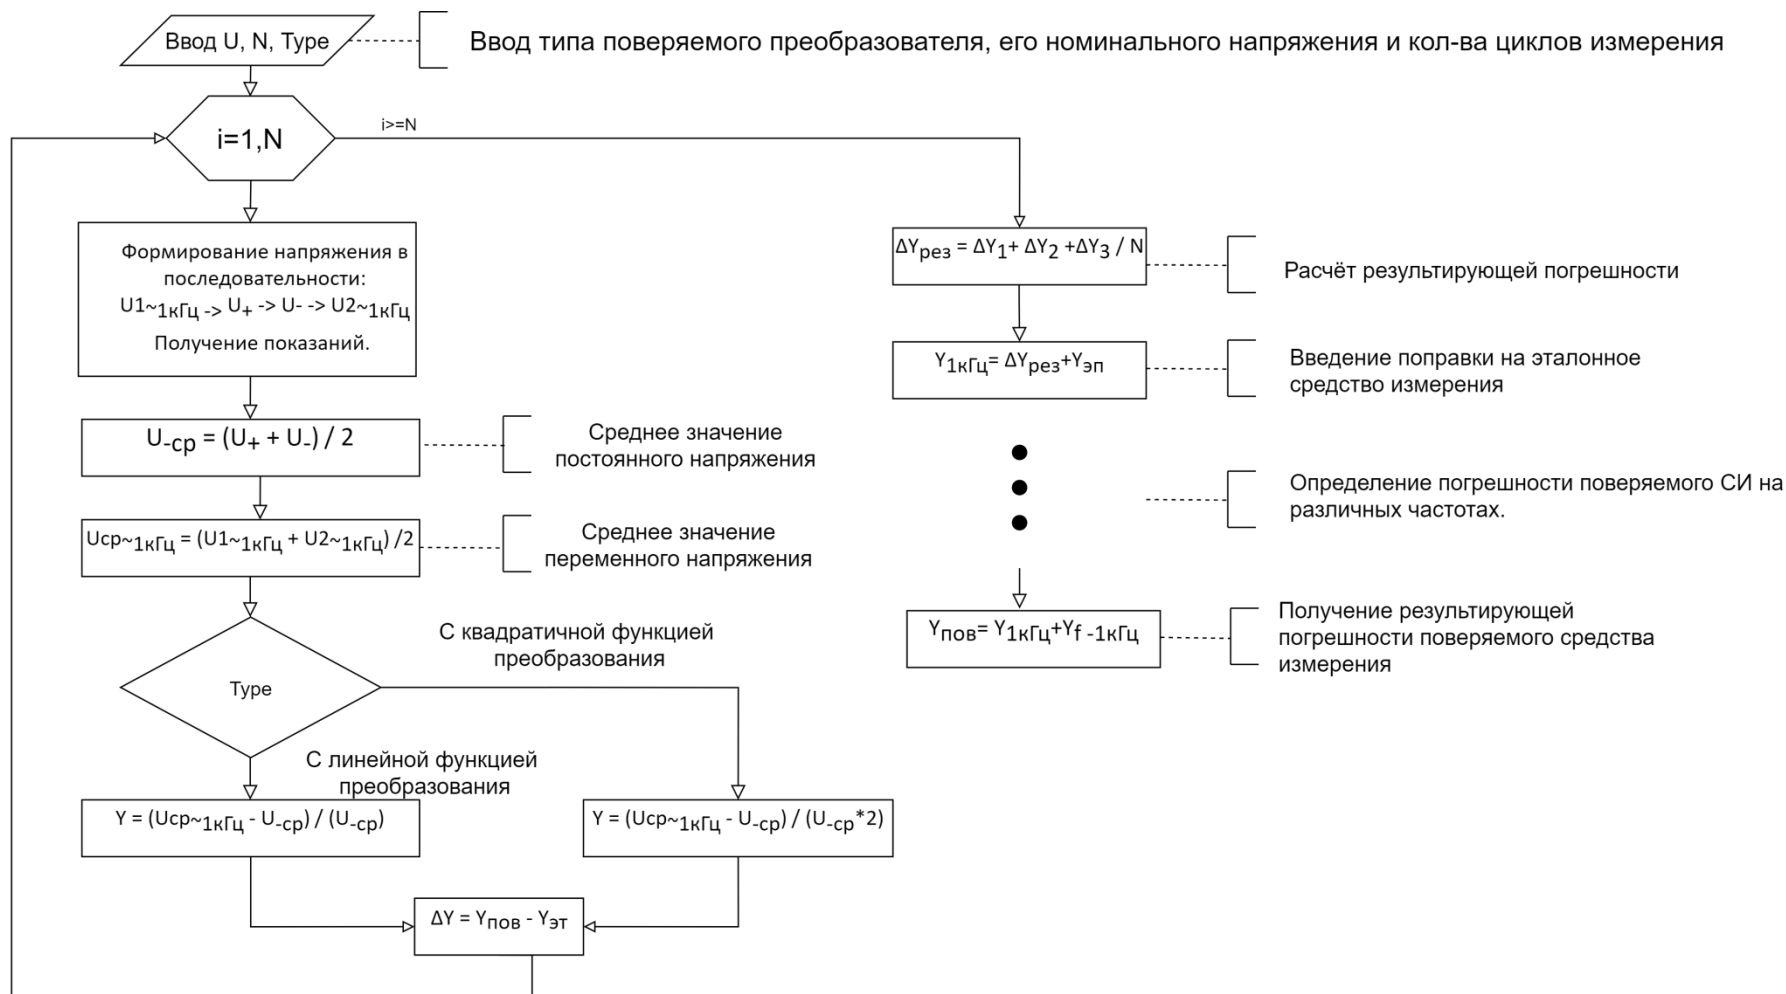 Ввод U, N, Type
Ввод типа поверяемого преобразователя, его номинального напряжения и кол-ва циклов измерения
i=1,N
i>=N
Формирование напряжения в
последовательности:
U1~1кГц -> U+ -> U- -> U2~1кГц
Получение показаний.
U-ср = (U+ + U-) / 2
Среднее значение
постоянного напряжения
Uср~1кГц = (U1~1кГц + U2~1кГц) /2
Среднее значение
переменного напряжения
Type
С квадратичной функцией
преобразования
С линейной функцией
преобразования
Y = (Uср~1кГц - U-ср) / (U-ср)
Y = (Uср~1кГц - U-ср) / (U-ср*2)
ΔY = Yпов - Yэт
ΔYрез = ΔY1+ ΔY2 +ΔY3 / N
Расчёт результирующей погрешности
Y1кГц= ΔYрез+Yэп
Введение поправки на эталонное
средство измерения
Определение погрешности поверяемого СИ на
различных частотах.
Yпов= Y1кГц+Yf -1кГц
Получение результирующей
погрешности поверяемого средства
измерения